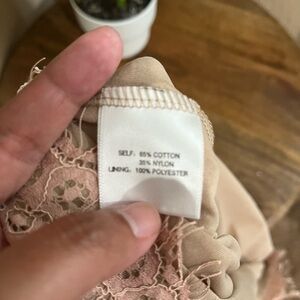 SELF: 65% COTTON
35% NYLON
LINING: 100% POLYESTER